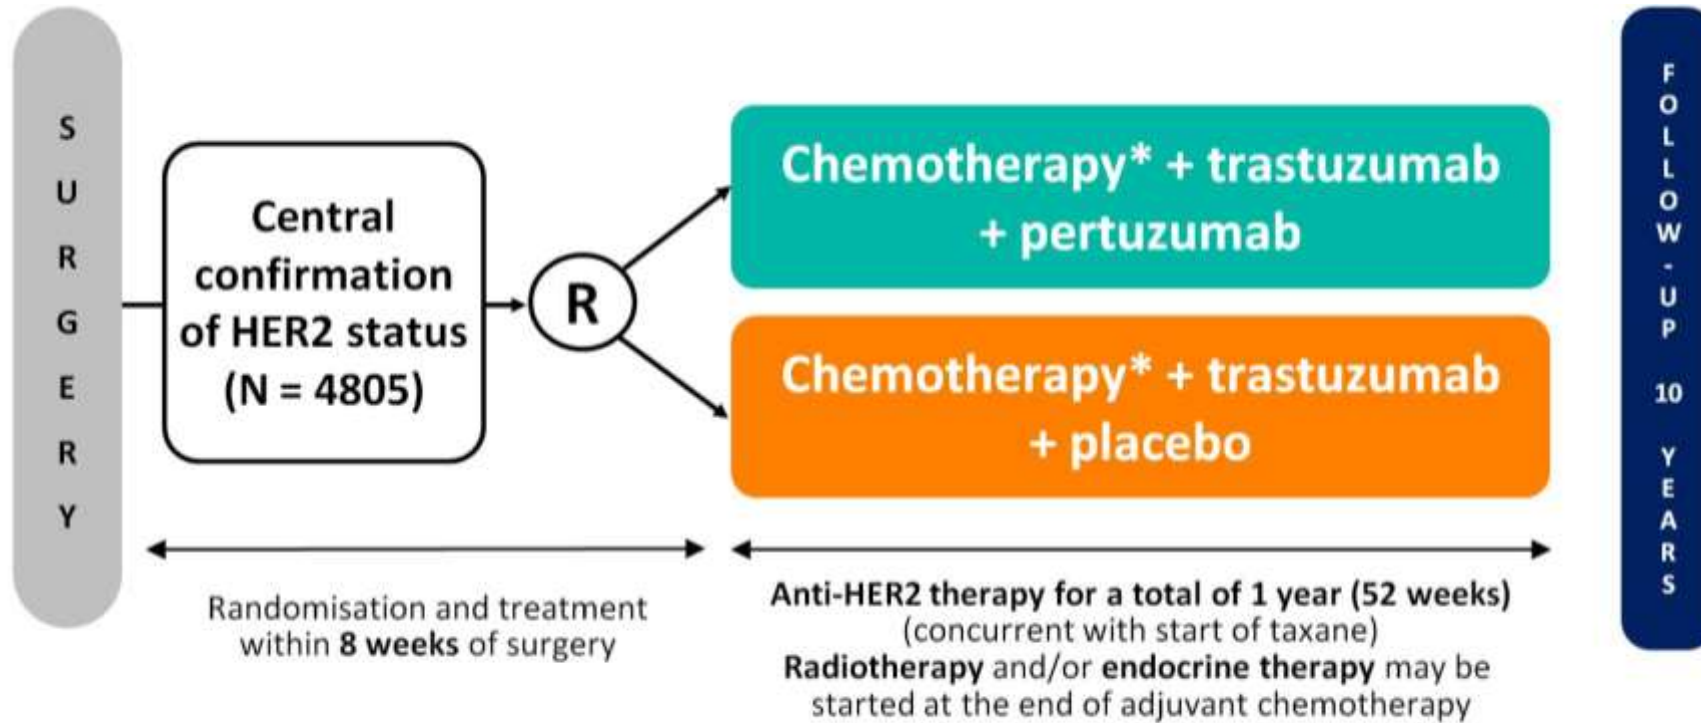 SURGERY
Central
confirmation
of HER2 status
(N = 4805)
R
Chemotherapy* + trastuzumab
+ pertuzumab
Chemotherapy* + trastuzumab
+ placebo
Randomisation and treatment
within 8 weeks of surgery
Anti-HER2 therapy for a total of 1 year (52 weeks)
(concurrent with start of taxane)
Radiotherapy and/or endocrine therapy may be
started at the end of adjuvant chemotherapy
FOLLOW-UP 10 YEARS